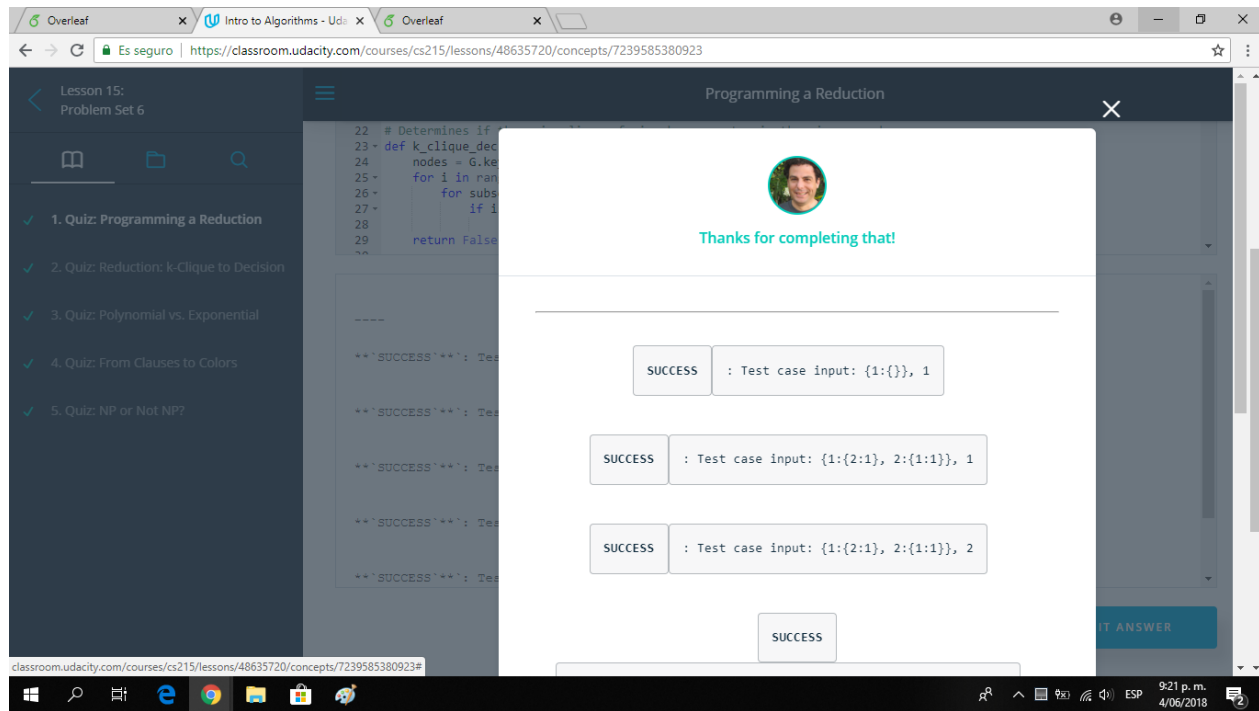 Overleaf
Intro to Algorithms - Uda
Overleaf
Es seguro
https://classroom.udacity.com/courses/cs215/lessons/48635720/concepts/7239585380923
Lesson 15:
Problem Set 6
1. Quiz: Programming a Reduction
2. Quiz: Reduction: k-Clique to Decision
3. Quiz: Polynomial vs. Exponential
4. Quiz: From Clauses to Colors
5. Quiz: NP or Not NP?
Programming a Reduction
22 # Determines if
23 def k_clique_dec
24 nodes = G.ke
25 for i in ran
26 for subs
27 if i
28
29 return False
----
**`SUCCESS`**`: Tes
**`SUCCESS`**`: Tes
**`SUCCESS`**`: Tes
**`SUCCESS`**`: Tes
**`SUCCESS`**`: Tes
Thanks for completing that!
SUCCESS : Test case input: {1:{}}, 1
SUCCESS : Test case input: {1:{2:1}, 2:{1:1}}, 1
SUCCESS : Test case input: {1:{2:1}, 2:{1:1}}, 2
SUCCESS
IT ANSWER
classroom.udacity.com/courses/cs215/lessons/48635720/concepts/7239585380923#
ESP
9:21 p. m.
4/06/2018
2